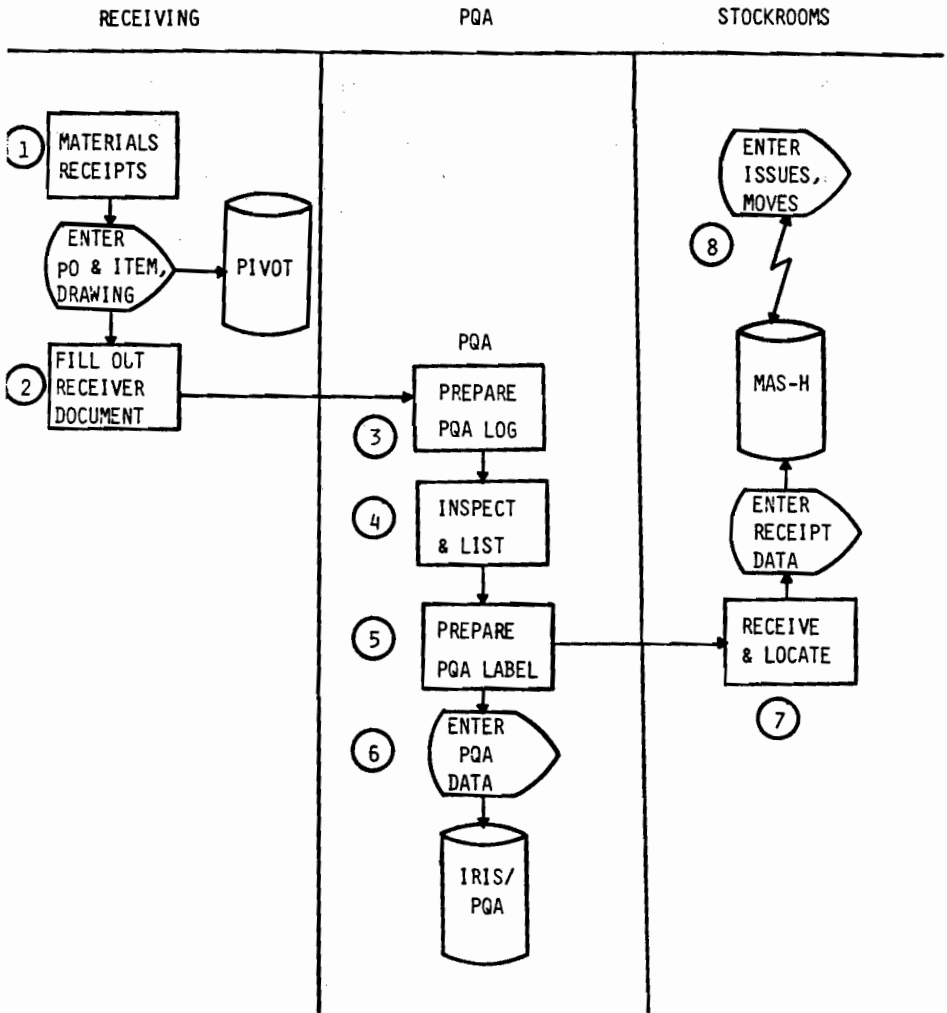 RECEIVING
PQA
STOCKROOMS
1
MATERIALS
RECEIPTS
ENTER
PO & ITEM,
DRAWING
PIVOT
2
FILL OUT
RECEIVER
DOCUMENT
PQA
PREPARE
PQA LOG
3
4
INSPECT
& LIST
5
PREPARE
PQA LABEL
6
ENTER
PQA
DATA
IRIS/
PQA
ENTER
ISSUES,
MOVES
8
MAS-H
ENTER
RECEIPT
DATA
RECEIVE
& LOCATE
7